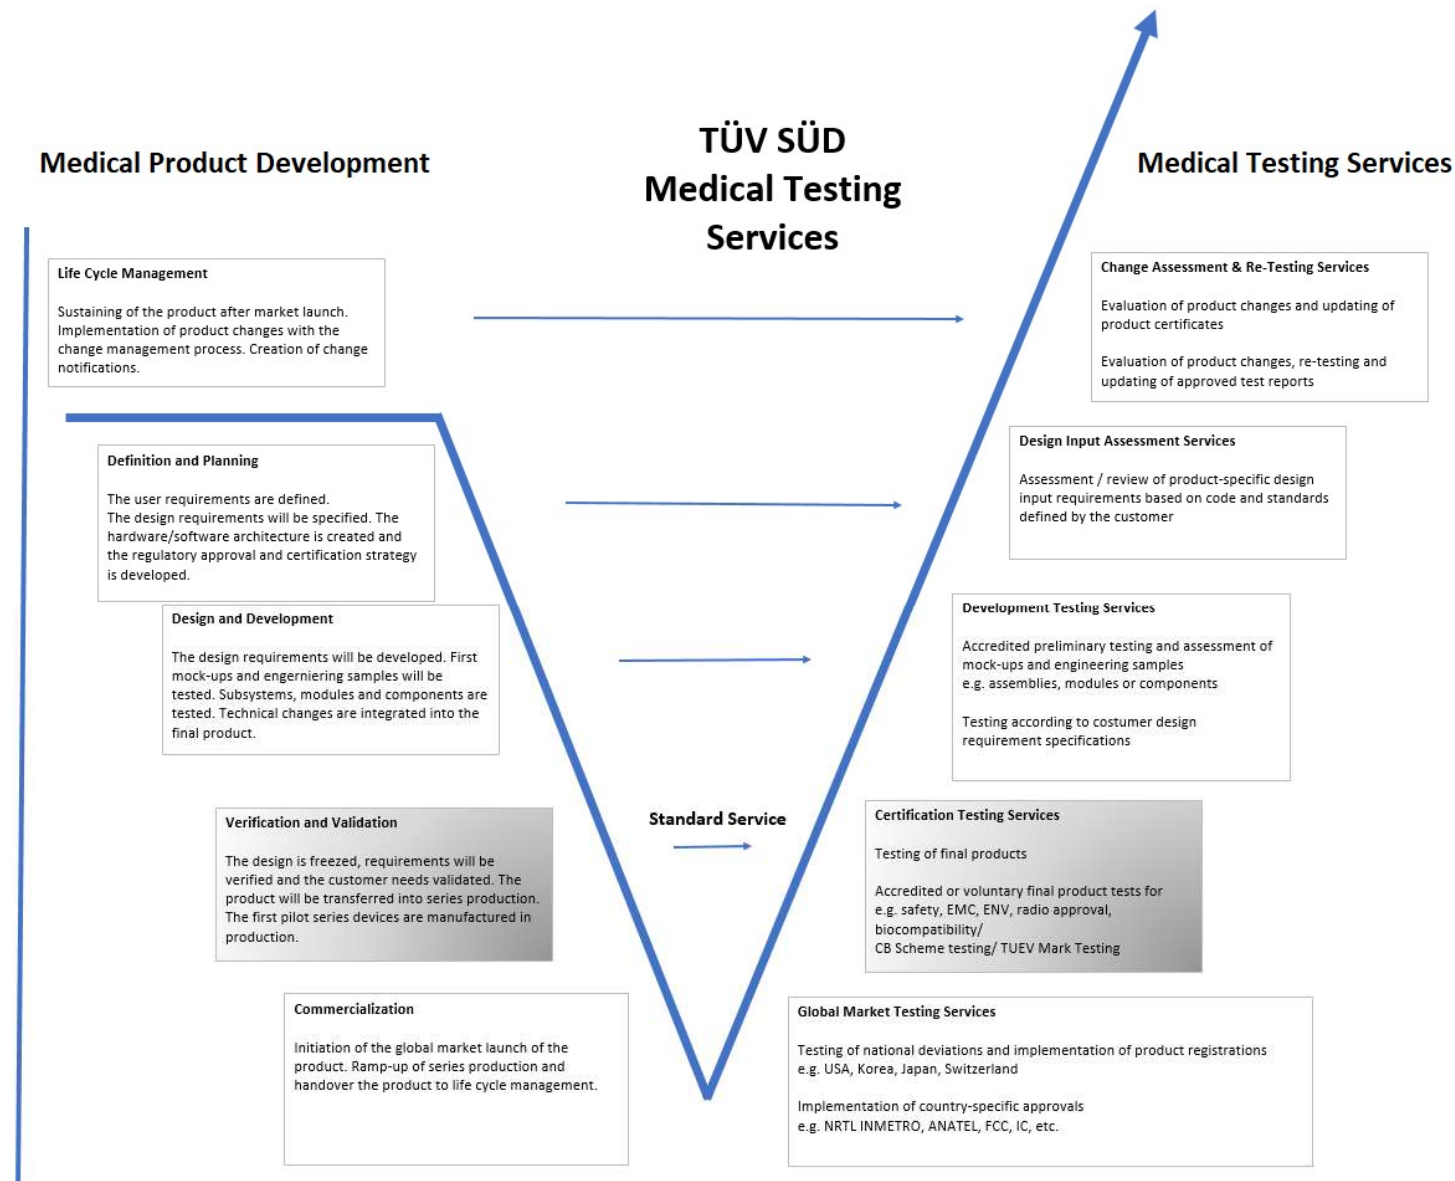 TÜV SÜD
Medical Testing
Services
Medical Product Development
Medical Testing Services
Life Cycle Management
Sustaining of the product after market launch.
Implementation of product changes with the
change management process. Creation of change
notifications.
Change Assessment & Re-Testing Services
Evaluation of product changes and updating of
product certificates
Evaluation of product changes, re-testing and
updating of approved test reports
Definition and Planning
The user requirements are defined.
The design requirements will be specified. The
hardware/software architecture is created and
the regulatory approval and certification strategy
is developed.
Design Input Assessment Services
Assessment / review of product-specific design
input requirements based on code and standards
defined by the customer
Design and Development
The design requirements will be developed. First
mock-ups and engerniering samples will be
tested. Subsystems, modules and components are
tested. Technical changes are integrated into the
final product.
Development Testing Services
Accredited preliminary testing and assessment of
mock-ups and engineering samples
e.g. assemblies, modules or components
Testing according to costumer design
requirement specifications
Verification and Validation
The design is freezed, requirements will be
verified and the customer needs validated. The
product will be transferred into series production.
The first pilot series devices are manufactured in
production.
Standard Service
Certification Testing Services
Testing of final products
Accredited or voluntary final product tests for
e.g. safety, EMC, ENV, radio approval,
biocompatibility/
CB Scheme testing/ TUEV Mark Testing
Commercialization
Initiation of the global market launch of the
product. Ramp-up of series production and
handover the product to life cycle management.
Global Market Testing Services
Testing of national deviations and implementation of product registrations
e.g. USA, Korea, Japan, Switzerland
Implementation of country-specific approvals
e.g. NRTL INMETRO, ANATEL, FCC, IC, etc.